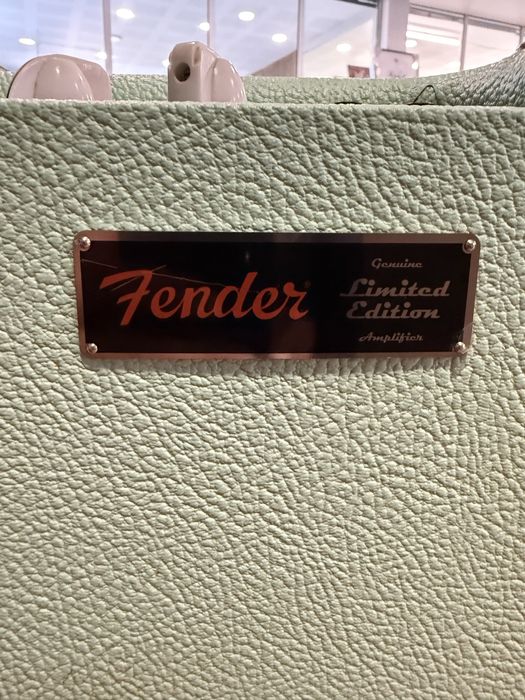 Fender
Genuine
Limited
Edition
Amplifier